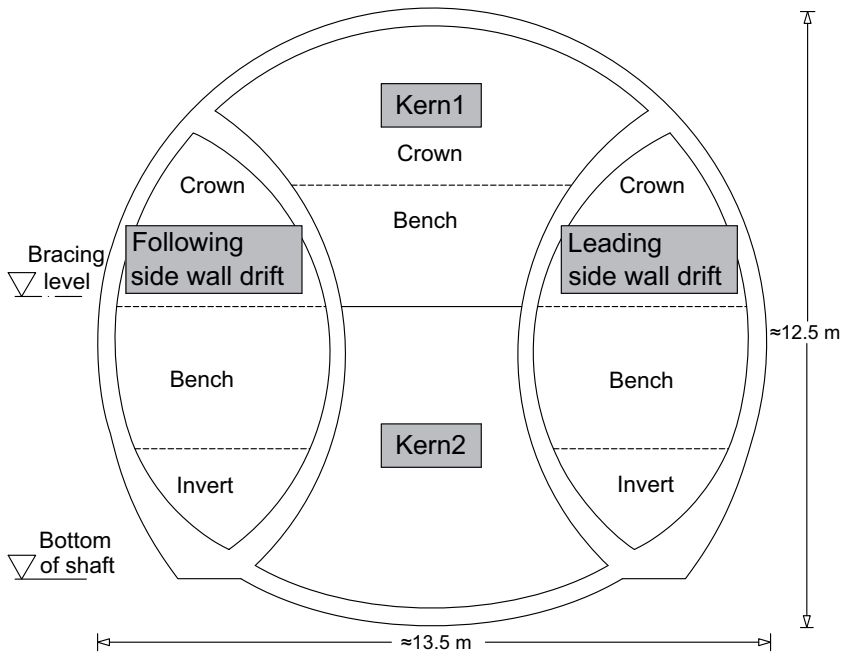 Kern1
Crown
Crown
Crown
Bench
Following
side wall drift
Leading
side wall drift
Bracing
level
≈12.5 m
Bench
Bench
Kern2
Invert
Invert
Bottom
of shaft
≈13.5 m